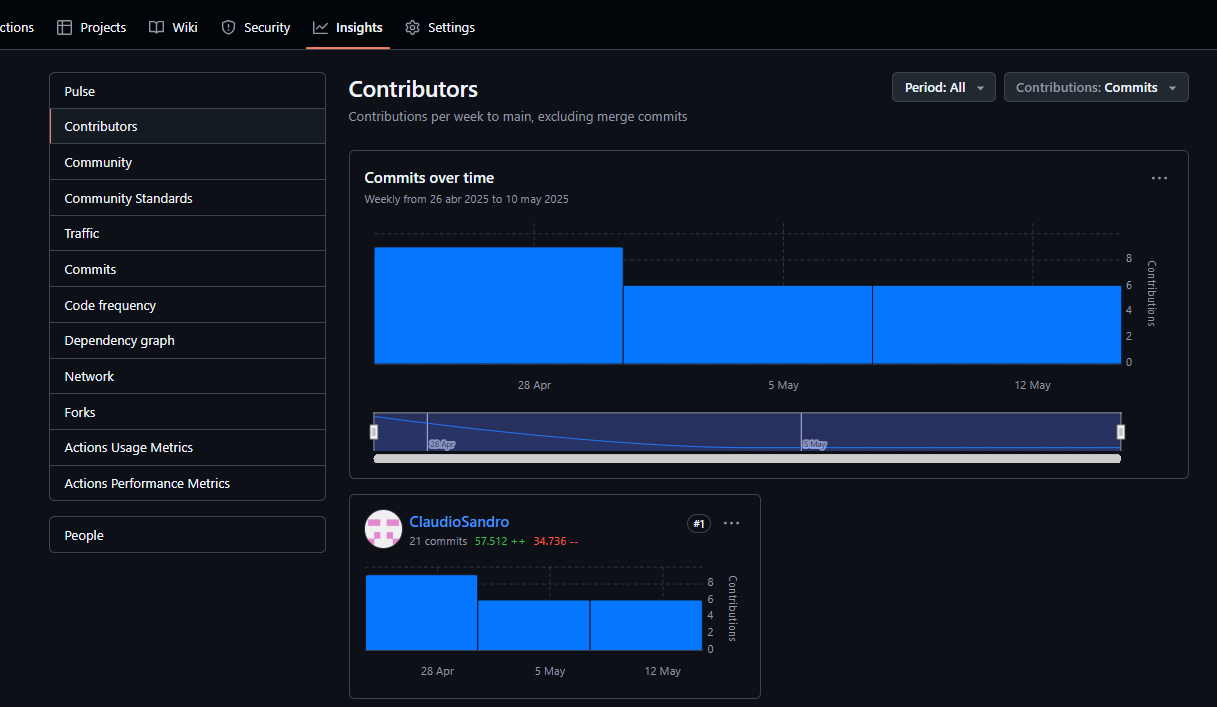 ctions Projects Wiki Security Insights Settings
Pulse
Contributors
Community
Community Standards
Traffic
Commits
Code frequency
Dependency graph
Network
Forks
Actions Usage Metrics
Actions Performance Metrics
People
Contributors
Contributions per week to main, excluding merge commits
Period: All
Contributions: Commits
Commits over time
Weekly from 26 abr 2025 to 10 may 2025
8
6
4
2
0
Contributions
28 Apr 5 May 12 May
28 Apr 5 May
ClaudioSandro
#1
21 commits 57.512 ++ 34.736 --
8
6
4
2
0
Contributions
28 Apr 5 May 12 May